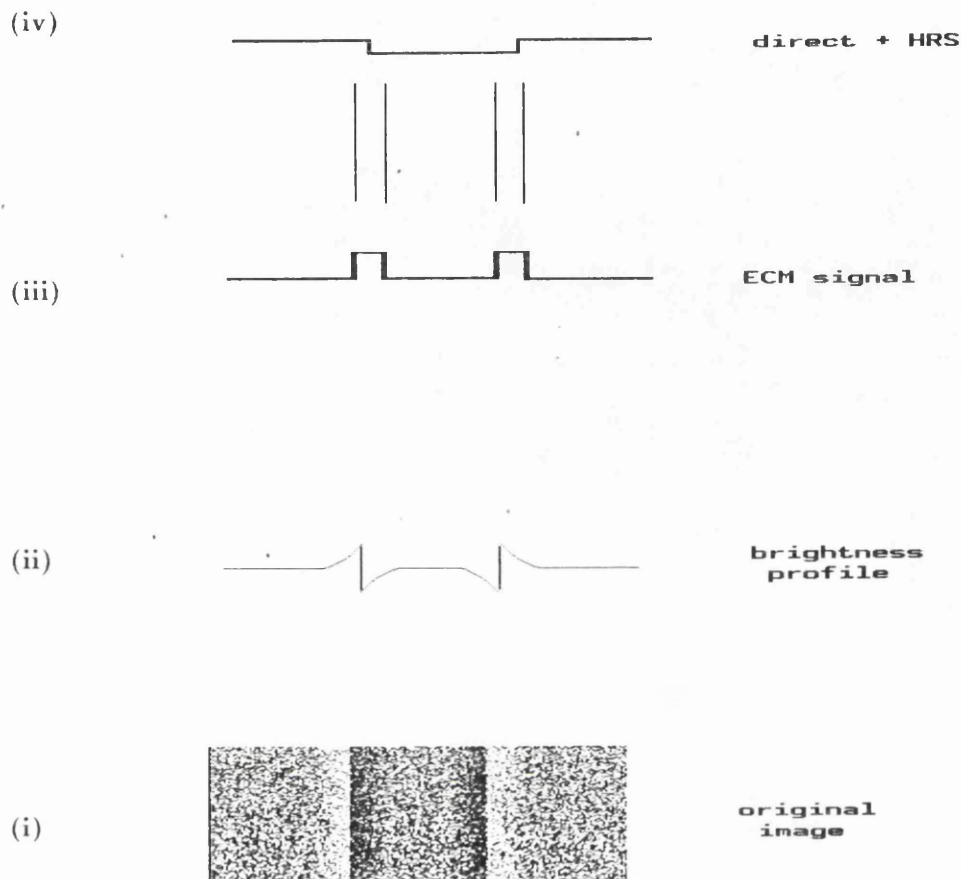 (iv)
direct + HRS
(iii)
ECM signal
(ii)
brightness
profile
(i)
original
image